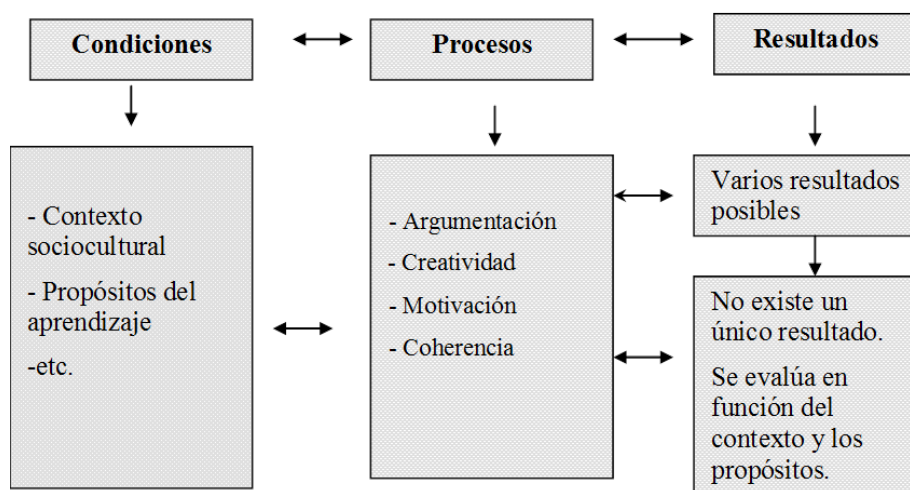 Condiciones
Procesos
Resultados
- Contexto
sociocultural
- Propósitos del
aprendizaje
-etc.
- Argumentación
- Creatividad
- Motivación
- Coherencia
Varios resultados
posibles
No existe un
único resultado.
Se evalúa en
función del
contexto y los
propósitos.